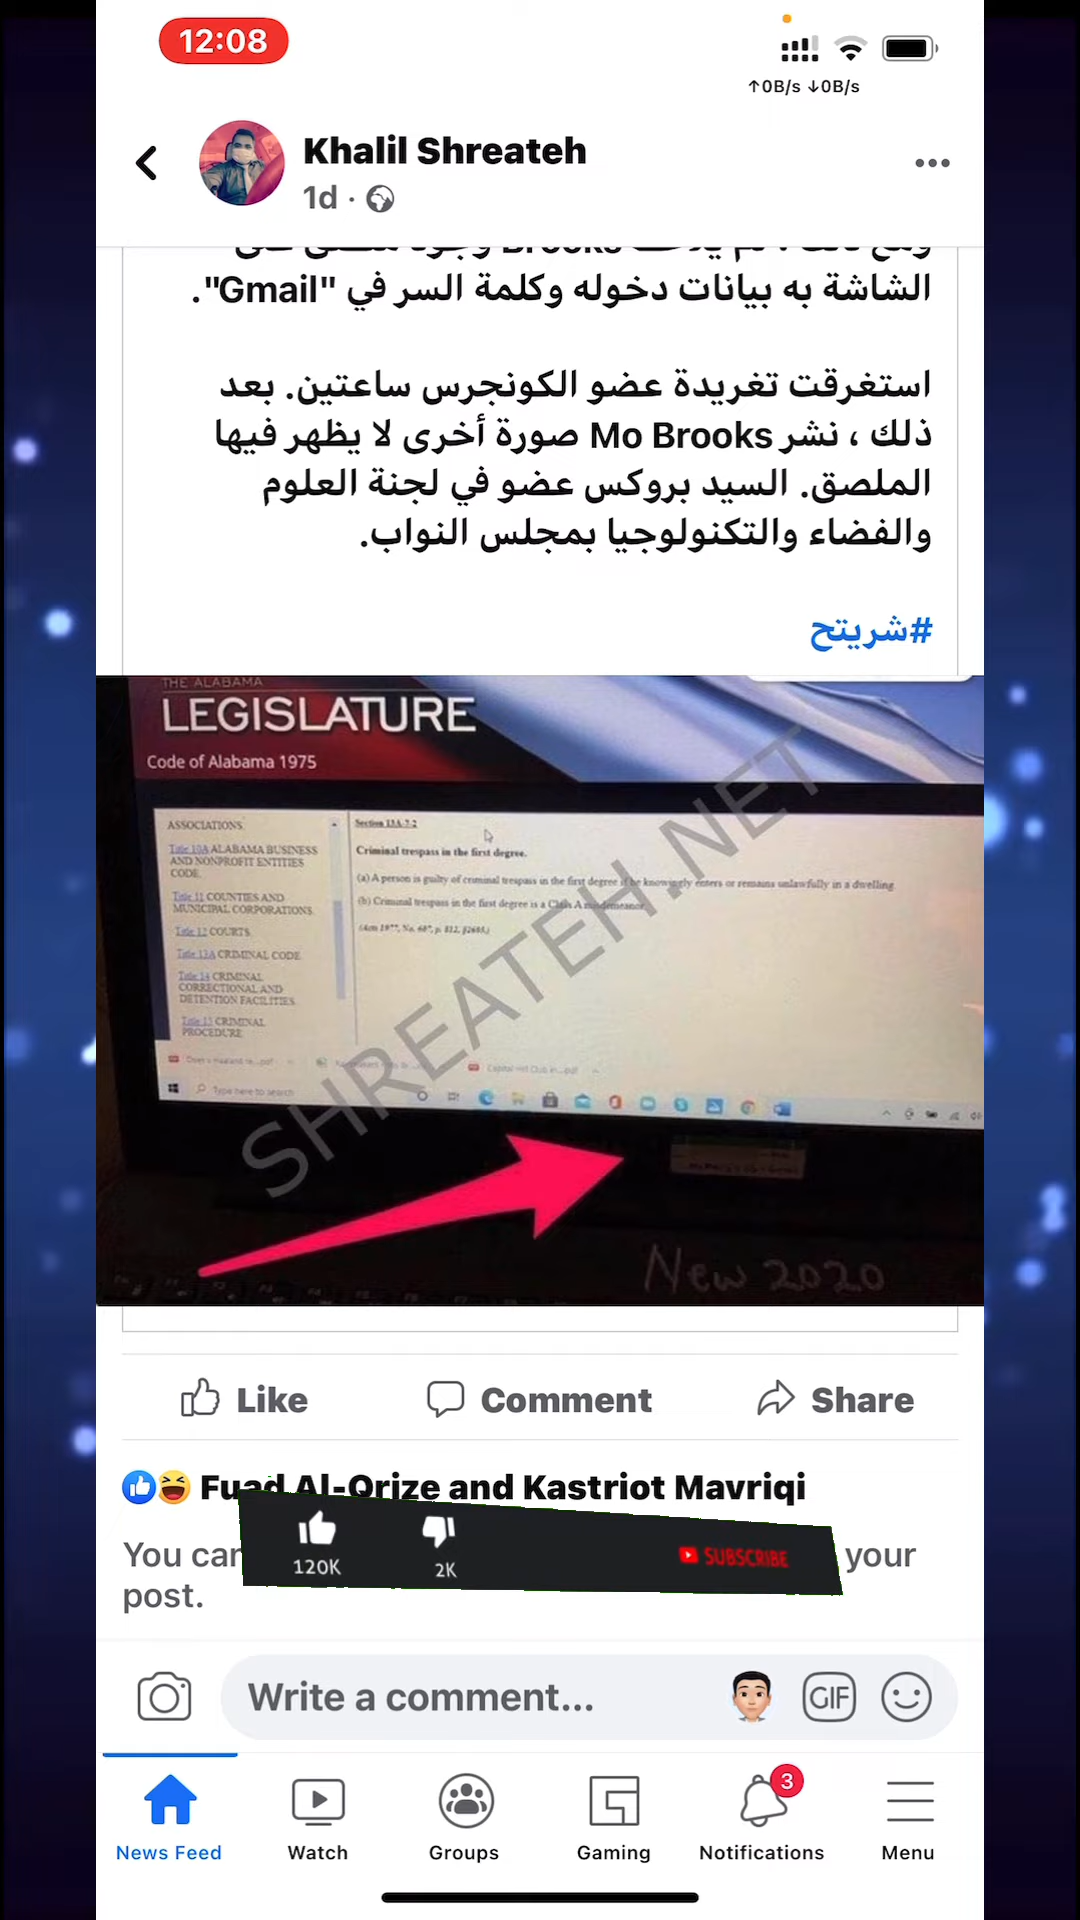 12:08
↑0B/s ↓0B/s
Khalil Shreateh
1d ·
الشاشة به بيانات دخوله وكلمة السر في "Gmail".
استغرقت تغريدة عضو الكونجرس ساعتين. بعد
ذلك ، نشر Mo Brooks صورة أخرى لا يظهر فيها
الملصق. السيد بروكس عضو في لجنة العلوم
والفضاء والتكنولوجيا بمجلس النواب.
#شريتح
THE ALABAMA
LEGISLATURE
Code of Alabama 1975
ASSOCIATIONS
Title 10A ALABAMA BUSINESS
AND NONPROFIT ENTITIES
CODE.
Title 11 COUNTIES AND
MUNICIPAL CORPORATIONS.
Title 12 COURTS.
Title 13A CRIMINAL CODE
Title 14 CRIMINAL
CORRECTIONAL AND
DETENTION FACILITIES
Title 15 CRIMINAL
PROCEDURE
Section 13A-7-2
Criminal trespass in the first degree.
(a) A person is guilty of criminal trespass in the first degree if he knowingly enters or remains unlawfully in a dwelling
(b) Criminal trespass in the first degree is a Class A misdemeanor.
Type here to search
SHREATEH.NET
New 2020
Like
Comment
Share
Fuad Al-Qrize and Kastriot Mavriqi
You can
your
post.
120K
2K
SUBSCRIBE
Write a comment...
GIF
3
News Feed
Watch
Groups
Gaming
Notifications
Menu